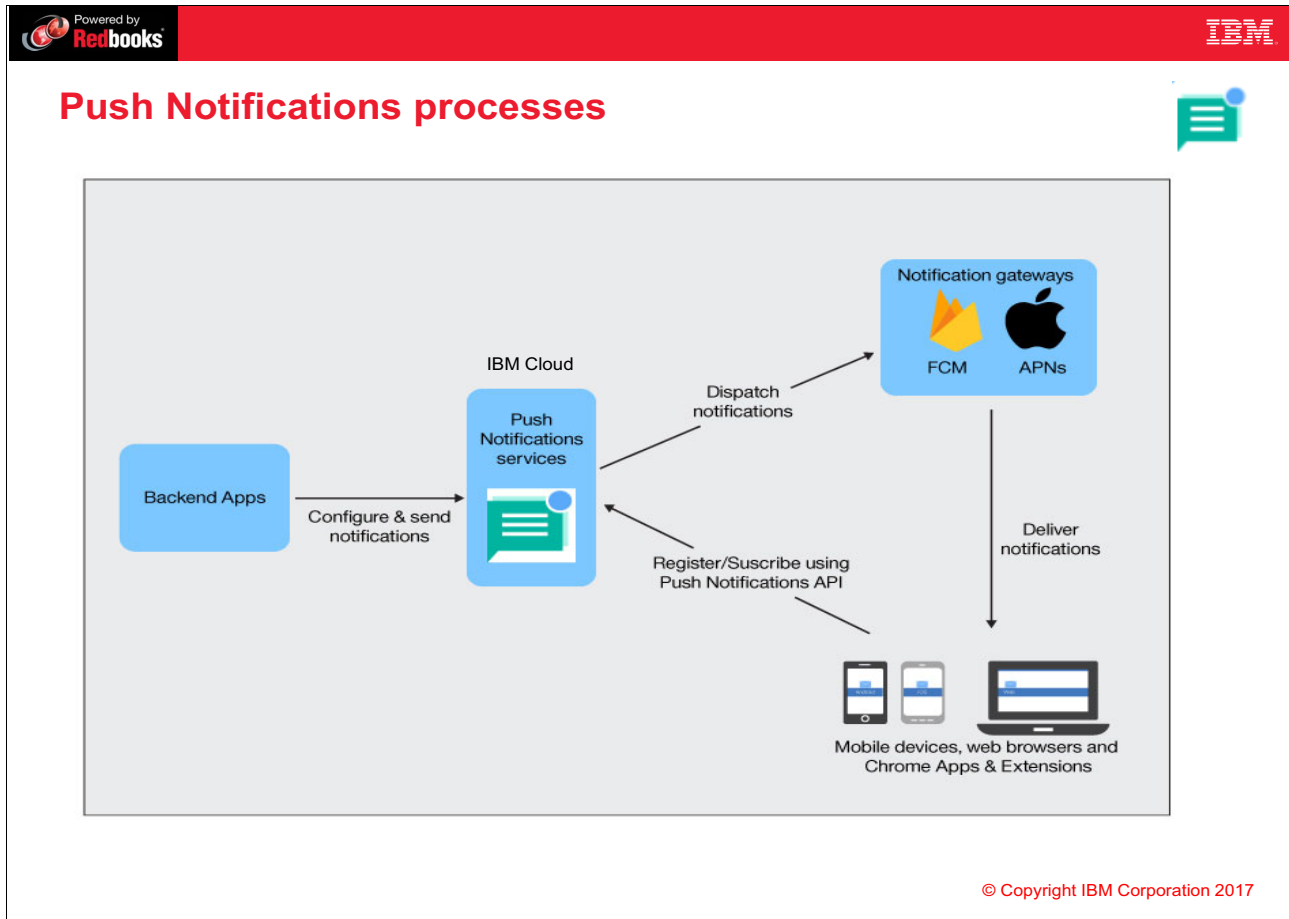 Powered by
Redbooks
IBM
Push Notifications processes
Notification gateways
FCM APNs
IBM Cloud
Dispatch
notifications
Push
Notifications
services
Backend Apps
Configure & send
notifications
Deliver
notifications
Register/Suscribe using
Push Notifications API
Mobile devices, web browsers and
Chrome Apps & Extensions
© Copyright IBM Corporation 2017